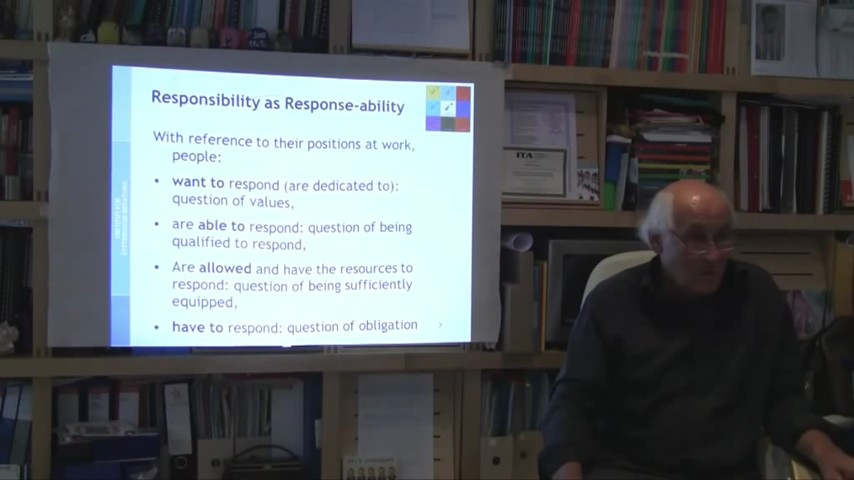 Responsibility as Response-ability
With reference to their positions at work,
people:
• want to respond (are dedicated to):
question of values,
• are able to respond: question of being
qualified to respond,
• Are allowed and have the resources to
respond: question of being sufficiently
equipped,
• have to respond: question of obligation
7
ITA